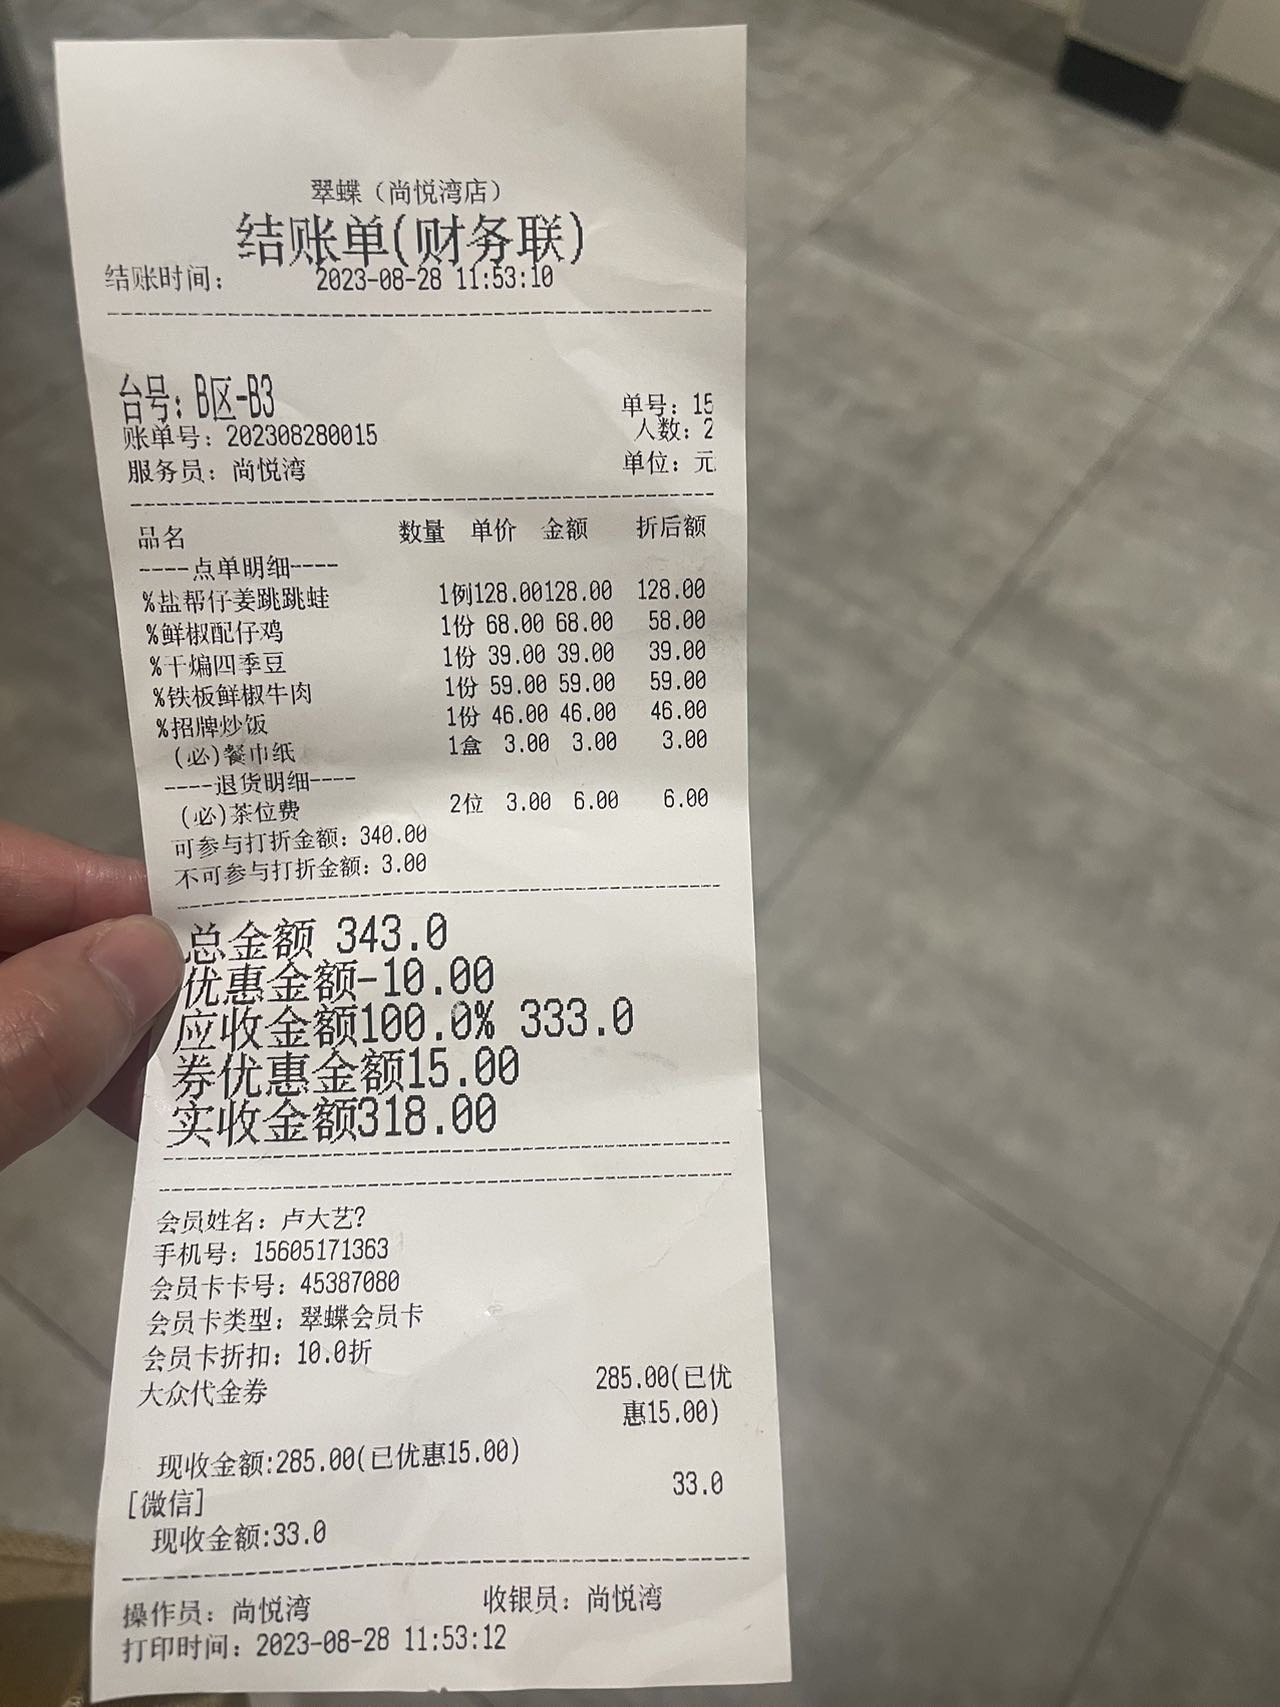 翠蝶（尚悦湾店）
结账单(财务联)
结账时间： 2023-08-28 11:53:10
台号：B区-B3
单号：15
账单号：202308280015
人数：2
服务员：尚悦湾
单位：元
品名 数量 单价 金额 折后额
----点单明细----
%盐帮仔姜跳跳蛙 1例128.00128.00 128.00
%鲜椒配仔鸡 1份 68.00 68.00 58.00
%干煸四季豆 1份 39.00 39.00 39.00
%铁板鲜椒牛肉 1份 59.00 59.00 59.00
%招牌炒饭 1份 46.00 46.00 46.00
(必)餐巾纸 1盒 3.00 3.00 3.00
----退货明细----
(必)茶位费 2位 3.00 6.00 6.00
可参与打折金额：340.00
不可参与打折金额：3.00
总金额 343.0
优惠金额-10.00
应收金额100.0% 333.0
券优惠金额15.00
实收金额318.00
会员姓名：卢大艺?
手机号：15605171363
会员卡卡号：45387080
会员卡类型：翠蝶会员卡
会员卡折扣：10.0折
大众代金券 285.00(已优
惠15.00)
现收金额:285.00(已优惠15.00)
[微信] 33.0
现收金额:33.0
操作员：尚悦湾 收银员：尚悦湾
打印时间：2023-08-28 11:53:12